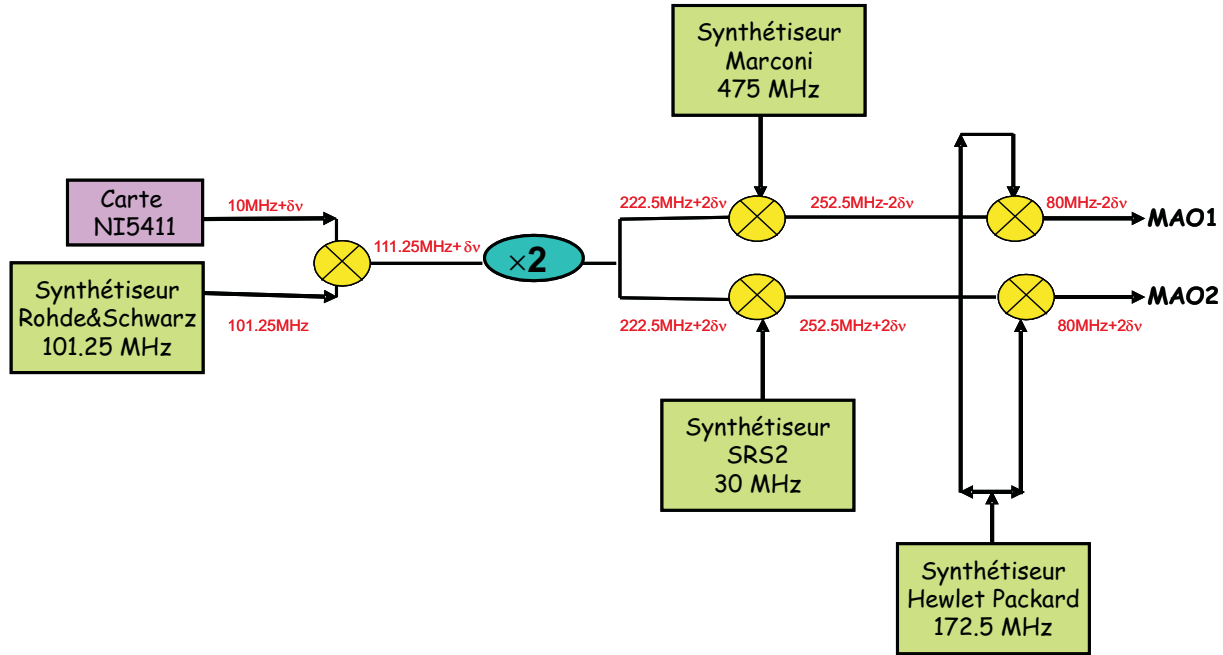 Synthétiseur
Marconi
475 MHz
Carte
NI5411
10MHz+δν
111.25MHz+ δν
×2
222.5MHz+2δν
252.5MHz-2δν
80MHz-2δν
MAO1
Synthétiseur
Rohde&Schwarz
101.25 MHz
101.25MHz
222.5MHz+2δν
252.5MHz+2δν
80MHz+2δν
MAO2
Synthétiseur
SRS2
30 MHz
Synthétiseur
Hewlet Packard
172.5 MHz